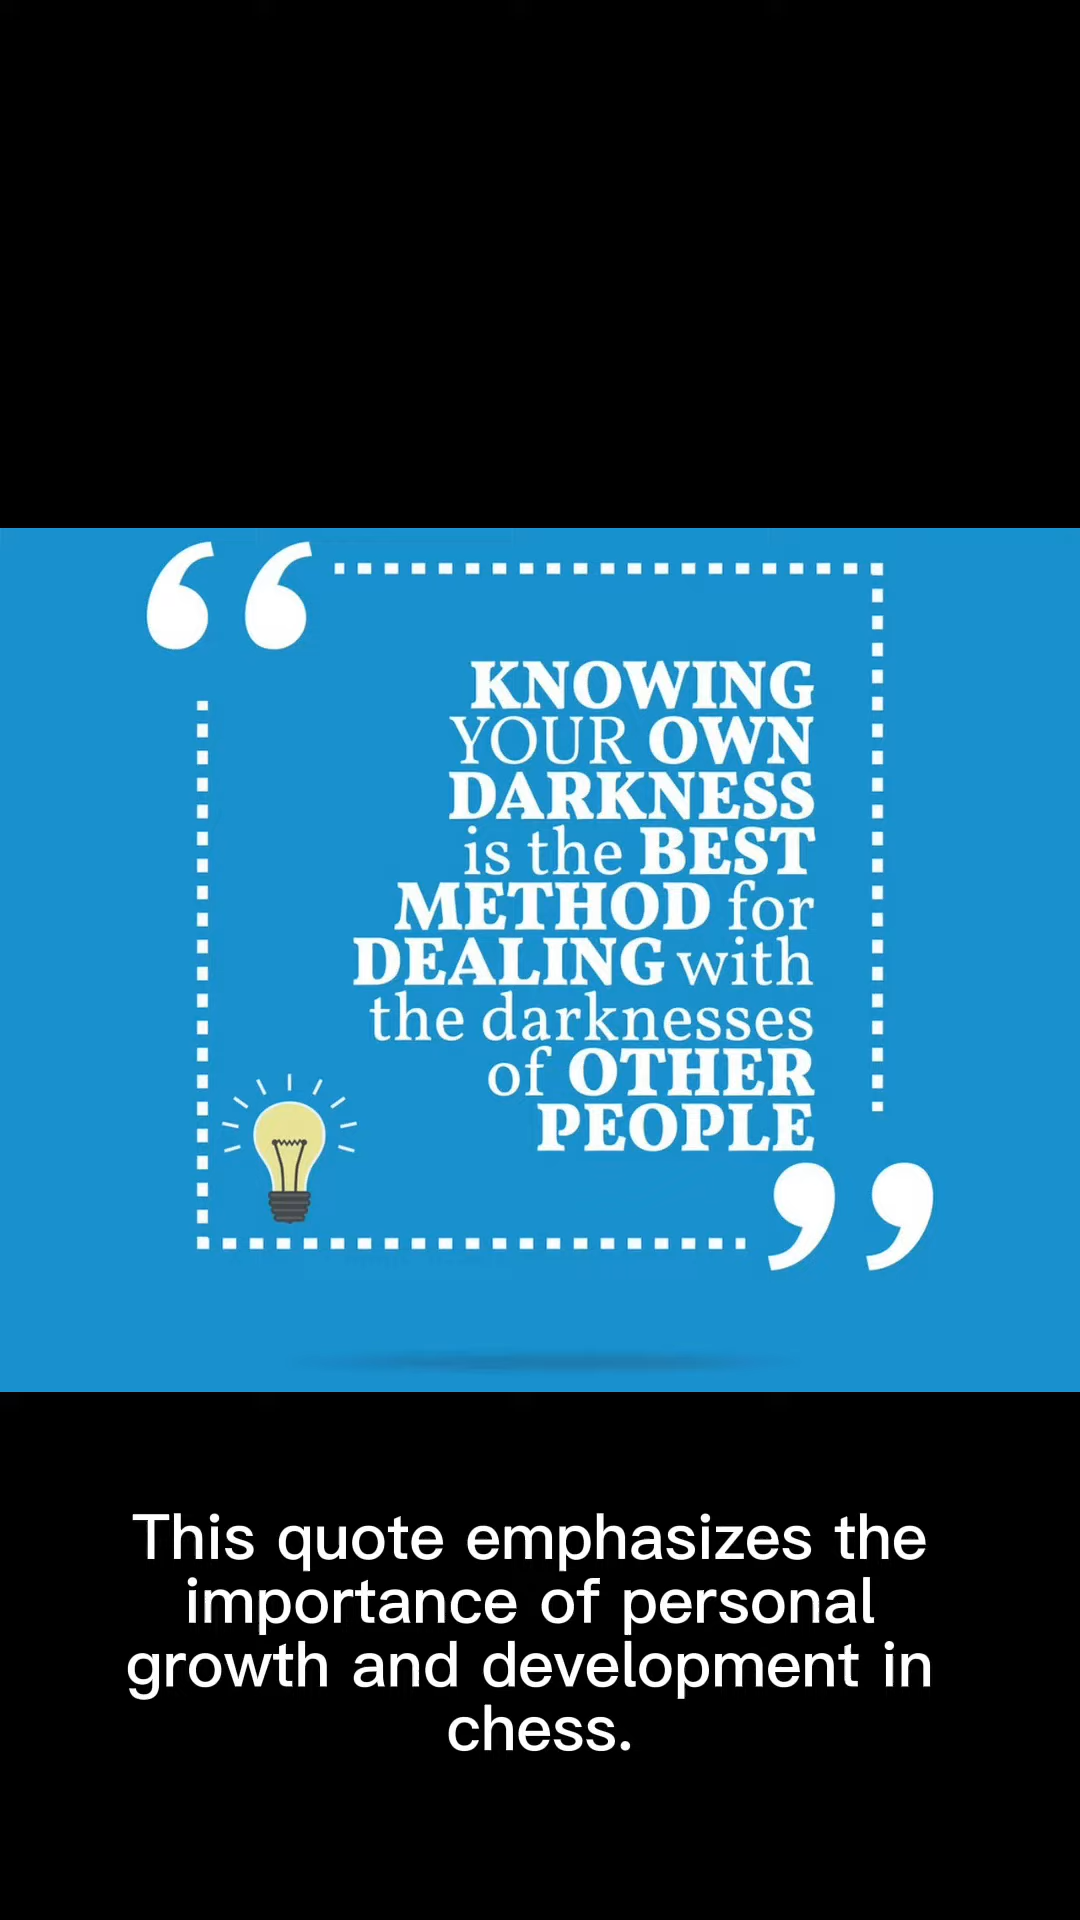 KNOWING
YOUR OWN
DARKNESS
is the BEST
METHOD for
DEALING with
the darknesses
of OTHER
PEOPLE
This quote emphasizes the
importance of personal
growth and development in
chess.